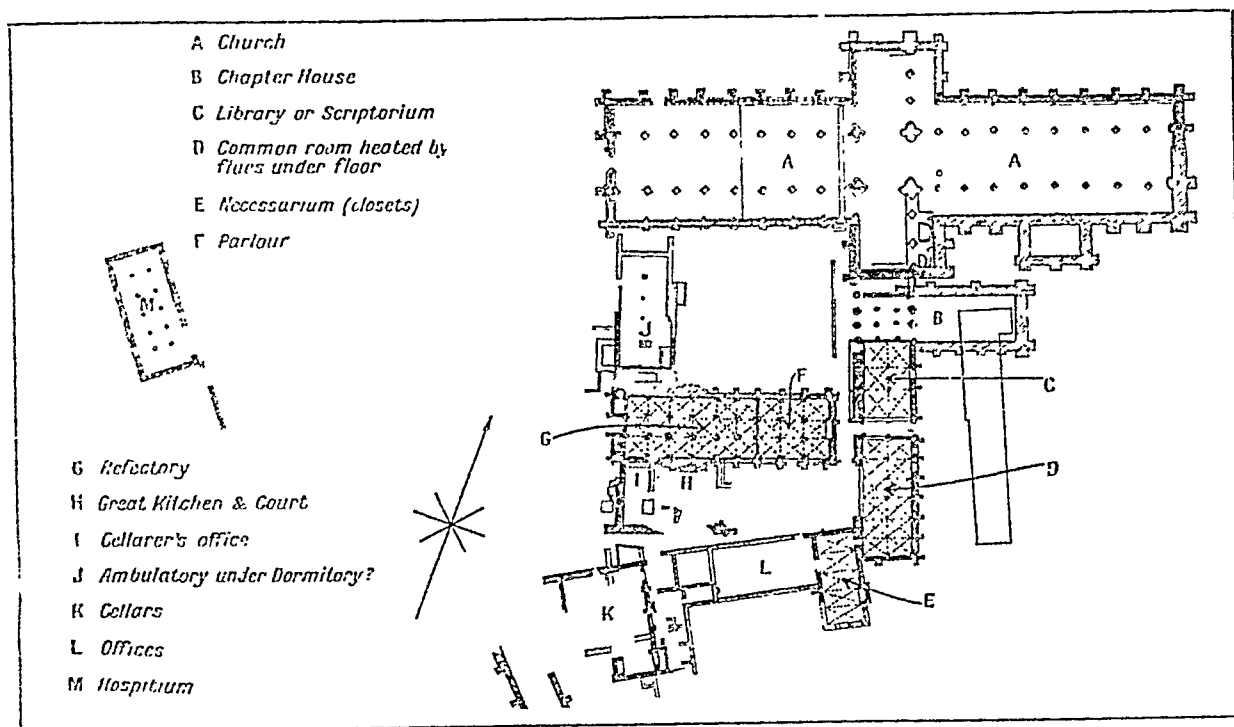 A Church
B Chapter House
C Library or Scriptorium
D Common room heated by
flues under floor
E Necessarium (closets)
F Parlour
G Refectory
H Great Kitchen & Court
I Cellarer's office
J Ambulatory under Dormitory?
K Cellars
L Offices
M Hospitium
A
A
M
J
B
F
C
G
I
H
D
L
E
K